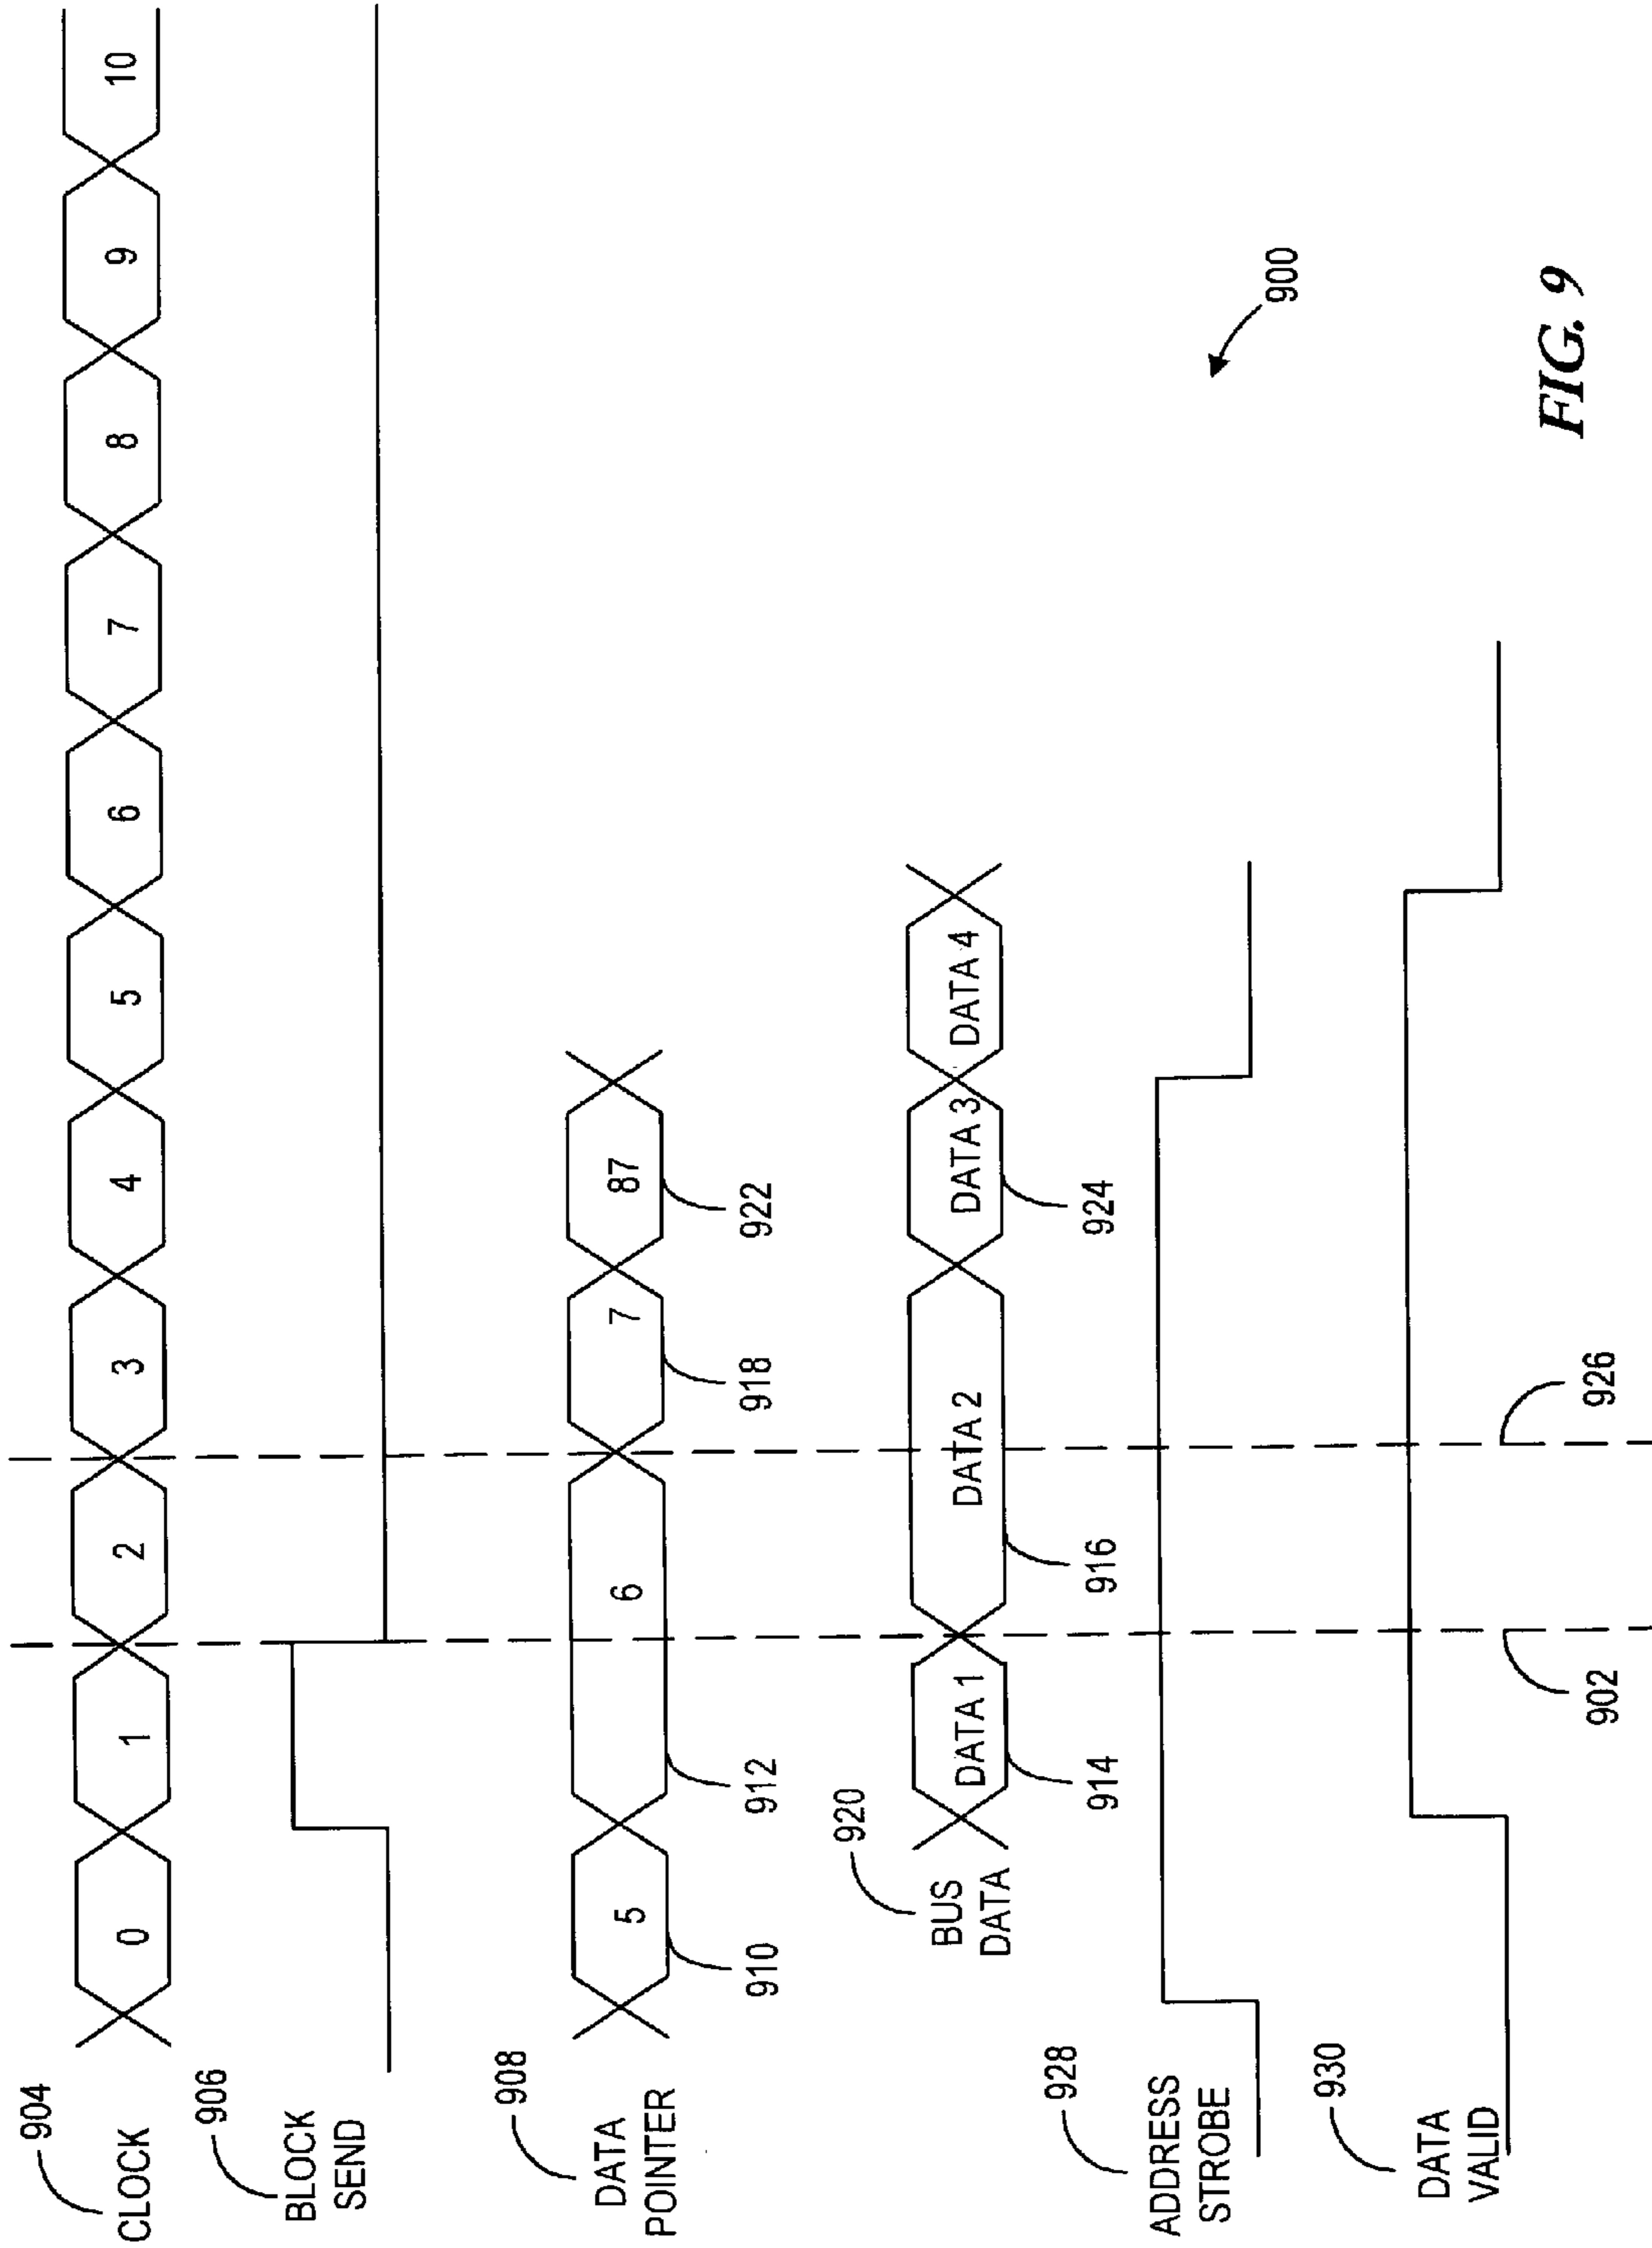 904
CLOCK
0 1 2 3 4 5 6 7 8 9 10
906
BLOCK
SEND
908
DATA
POINTER
5 6 7 87
910 912 918 922
920
BUS
DATA
DATA 1 DATA 2 DATA 3 DATA 4
914 916 924
928
ADDRESS
STROBE
900
930
DATA
VALID
902 926
FIG. 9